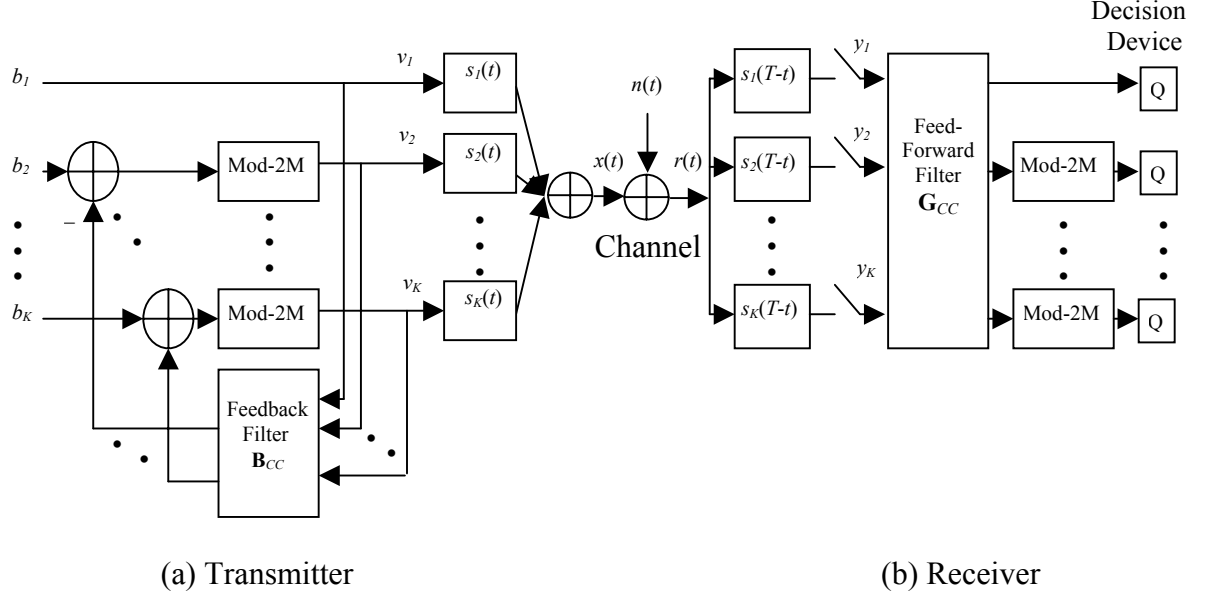 Decision
Device
b1
v1
s1(t)
n(t)
s1(T-t)
y1
Q
b2
Mod-2M
v2
s2(t)
x(t)
r(t)
s2(T-t)
y2
Feed-
Forward
Filter
GCC
Mod-2M
Q
–
Channel
bK
Mod-2M
vK
sK(t)
sK(T-t)
yK
Mod-2M
Q
Feedback
Filter
BCC
(a) Transmitter
(b) Receiver